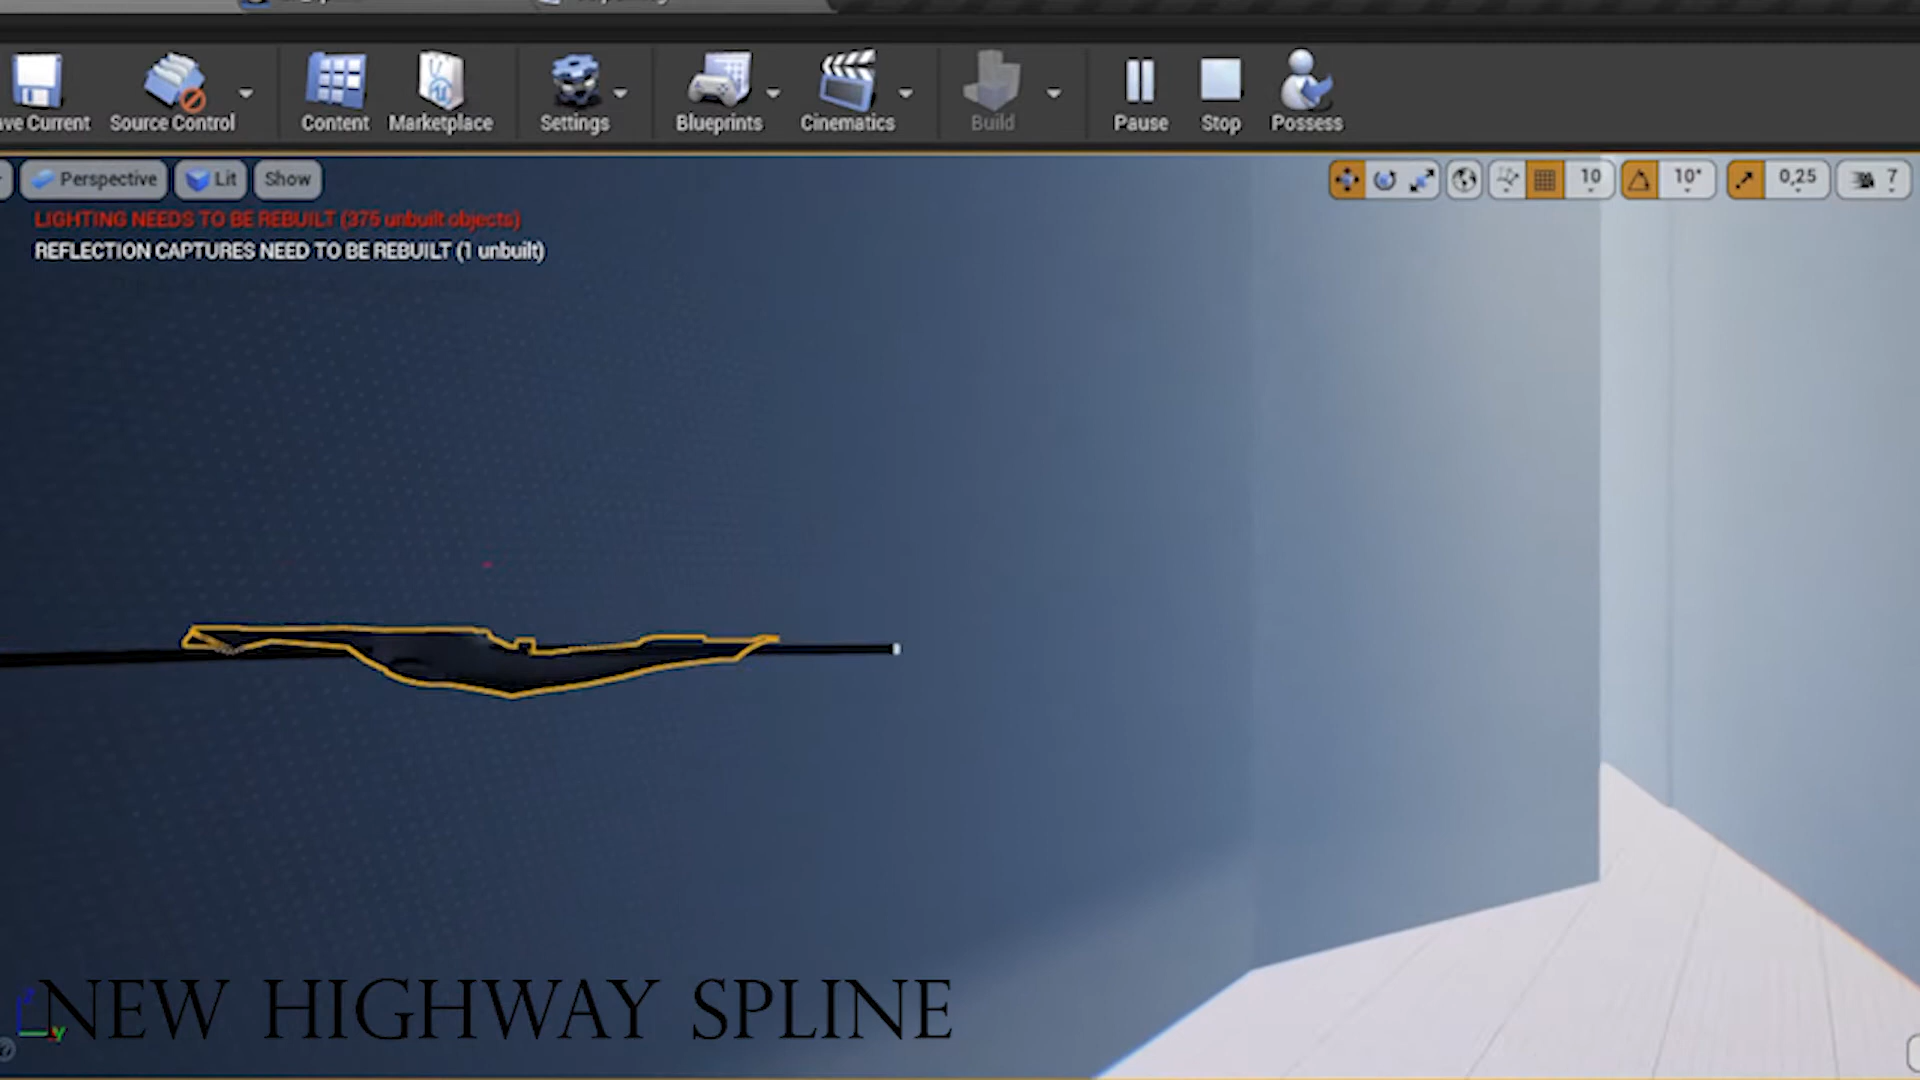 ave Current Source Control Content Marketplace Settings Blueprints Cinematics Build Pause Stop Possess
Perspective Lit Show 10 10° 0,25 7
LIGHTING NEEDS TO BE REBUILT (375 unbuilt objects)
REFLECTION CAPTURES NEED TO BE REBUILT (1 unbuilt)
NEW HIGHWAY SPLINE